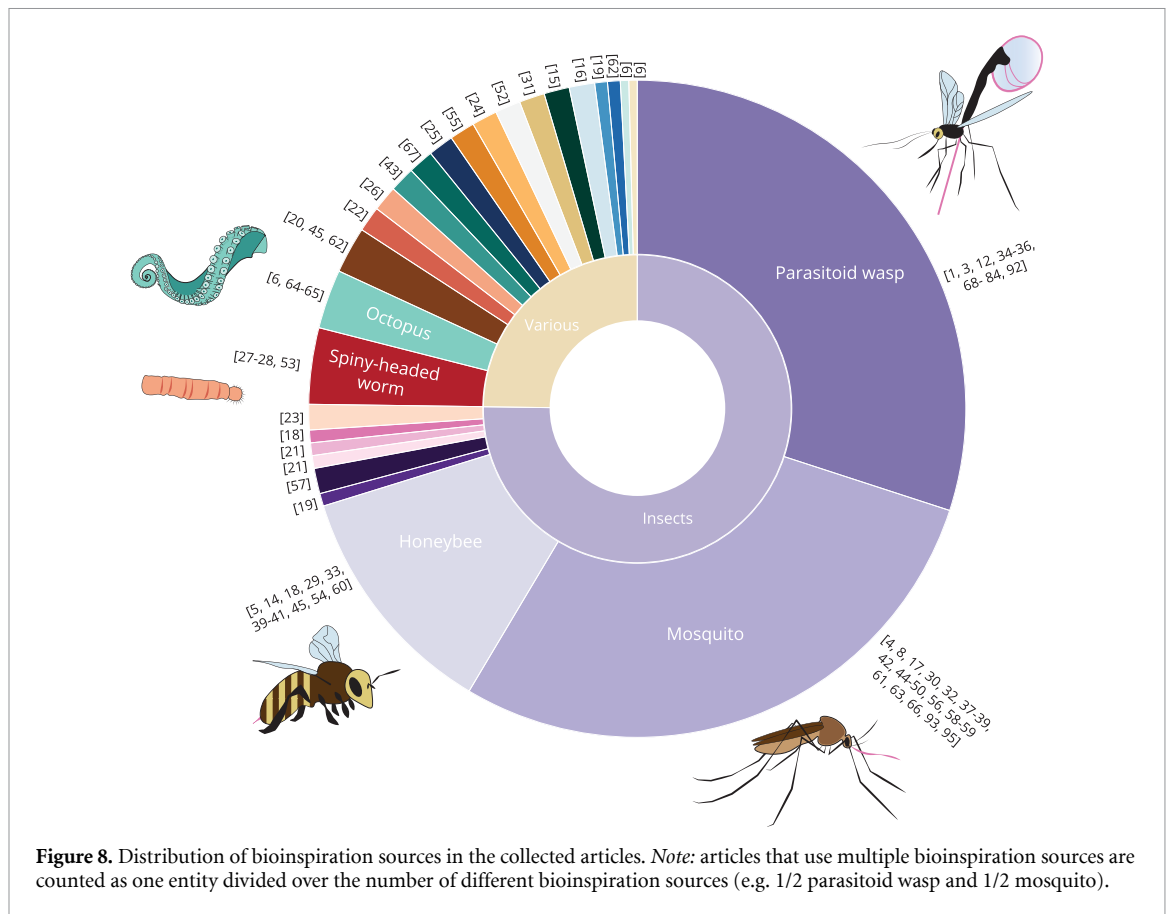 [6]
[6]
[62]
[19]
[16]
[15]
[31]
[52]
[24]
[55]
[25]
[67]
[43]
[26]
[22]
[20, 45, 62]
[6, 64-65]
[27-28, 53]
[23]
[18]
[21]
[21]
[57]
[19]
[5, 14, 18, 29, 33,
39-41, 45, 54, 60]
[4, 8, 17, 30, 32, 37-39,
42, 44-50, 56, 58-59
61, 63, 66, 93, 95]
[1, 3, 12, 34-36,
68- 84, 92]
Parasitoid wasp
Various
Octopus
Spiny-headed
worm
Insects
Honeybee
Mosquito
Figure 8. Distribution of bioinspiration sources in the collected articles. Note: articles that use multiple bioinspiration sources are
counted as one entity divided over the number of different bioinspiration sources (e.g. 1/2 parasitoid wasp and 1/2 mosquito).